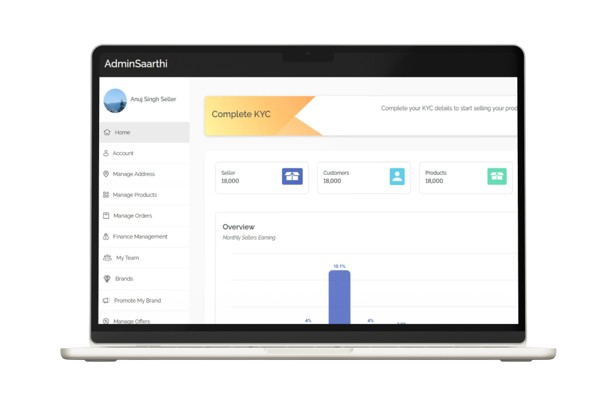 AdminSaarthi
Anuj Singh Seller
Home
Account
Manage Address
Manage Products
Manage Orders
Finance Management
My Team
Brands
Promote My Brand
Manage Offers
Complete KYC
Complete your KYC details to start selling your prod
Seller
18,000
Customers
18,000
Products
18,000
Overview
Monthly Sellers Earning
10.1%
4%
4%